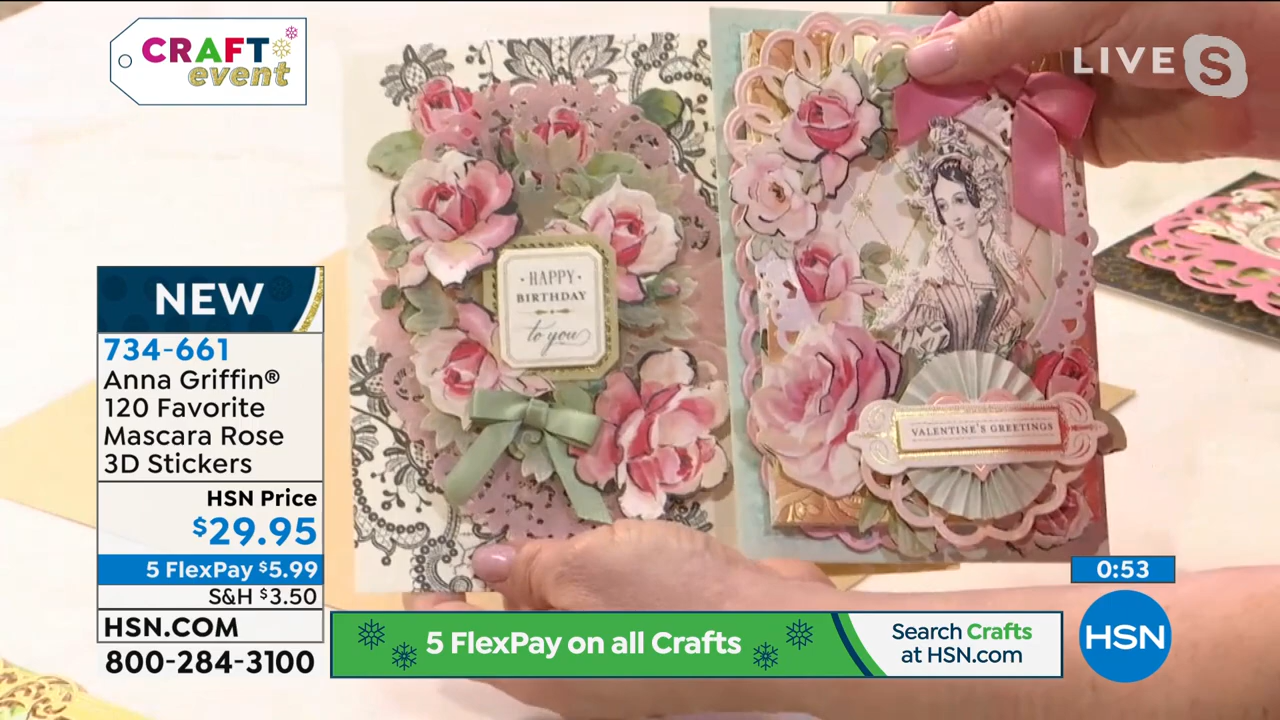 CRAFT
event
LIVE S
HAPPY
BIRTHDAY
to you
VALENTINE'S GREETINGS
NEW
734-661
Anna Griffin®
120 Favorite
Mascara Rose
3D Stickers
HSN Price
$29.95
5 FlexPay $5.99
S&H $3.50
HSN.COM
800-284-3100
5 FlexPay on all Crafts
Search Crafts
at HSN.com
0:53
HSN